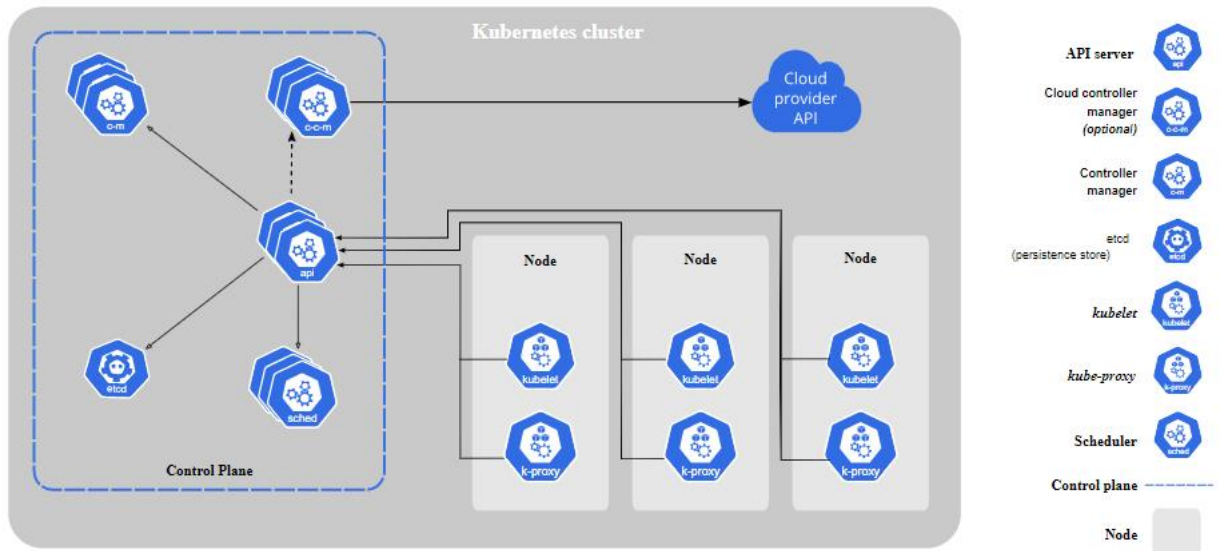 Kubernetes cluster
c-m
c-c-m
Cloud
provider
API
api
etcd
sched
Control Plane
Node
Node
Node
kubelet
kubelet
kubelet
k-proxy
k-proxy
k-proxy
API server
api
Cloud controller
manager
(optional)
c-c-m
Controller
manager
c-m
etcd
(persistence store)
etcd
kubelet
kubelet
kube-proxy
k-proxy
Scheduler
sched
Control plane
Node